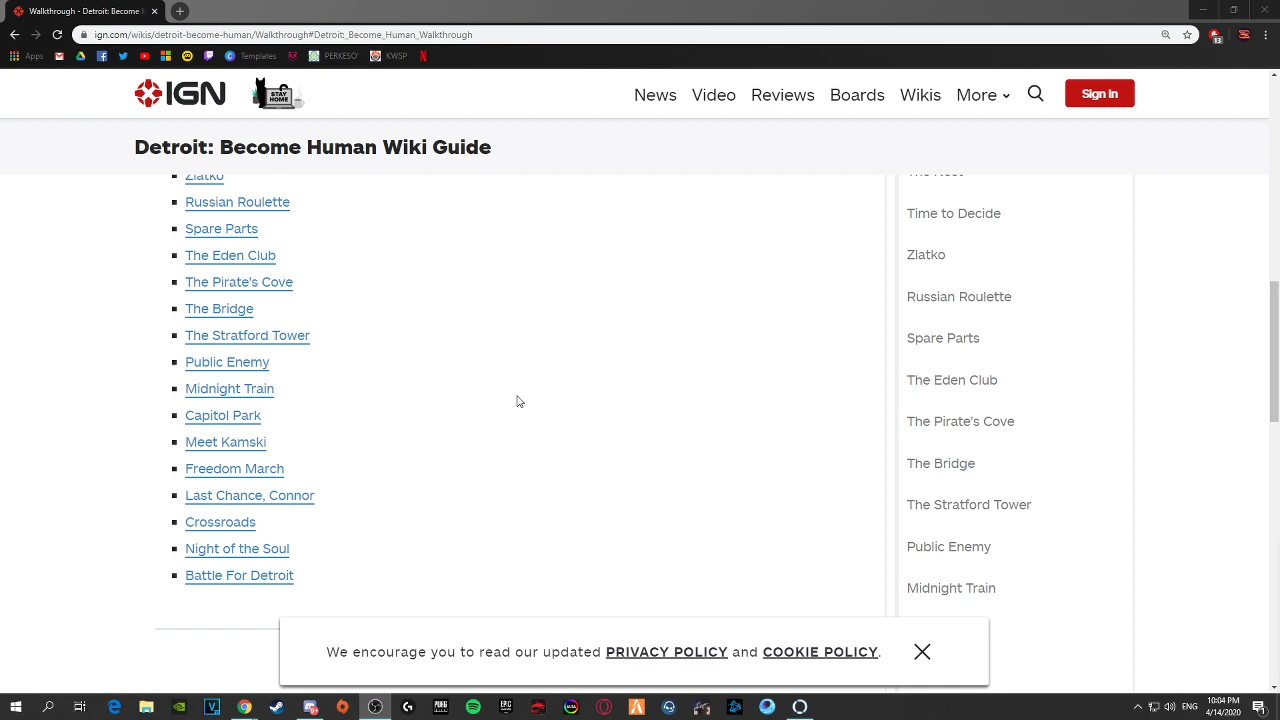 Walkthrough - Detroit: Become
ign.com/wikis/detroit-become-human/Walkthrough#Detroit:_Become_Human_Walkthrough
13
Apps
Templates
PERKESO'
KWSP
IGN
STAY HOME
News
Video
Reviews
Boards
Wikis
More
Sign In
Detroit: Become Human Wiki Guide
Zlatko
Russian Roulette
Spare Parts
The Eden Club
The Pirate's Cove
The Bridge
The Stratford Tower
Public Enemy
Midnight Train
Capitol Park
Meet Kamski
Freedom March
Last Chance, Connor
Crossroads
Night of the Soul
Battle For Detroit
Time to Decide
Zlatko
Russian Roulette
Spare Parts
The Eden Club
The Pirate's Cove
The Bridge
The Stratford Tower
Public Enemy
Midnight Train
We encourage you to read our updated PRIVACY POLICY and COOKIE POLICY.
ENG
10:04 PM
4/14/2020